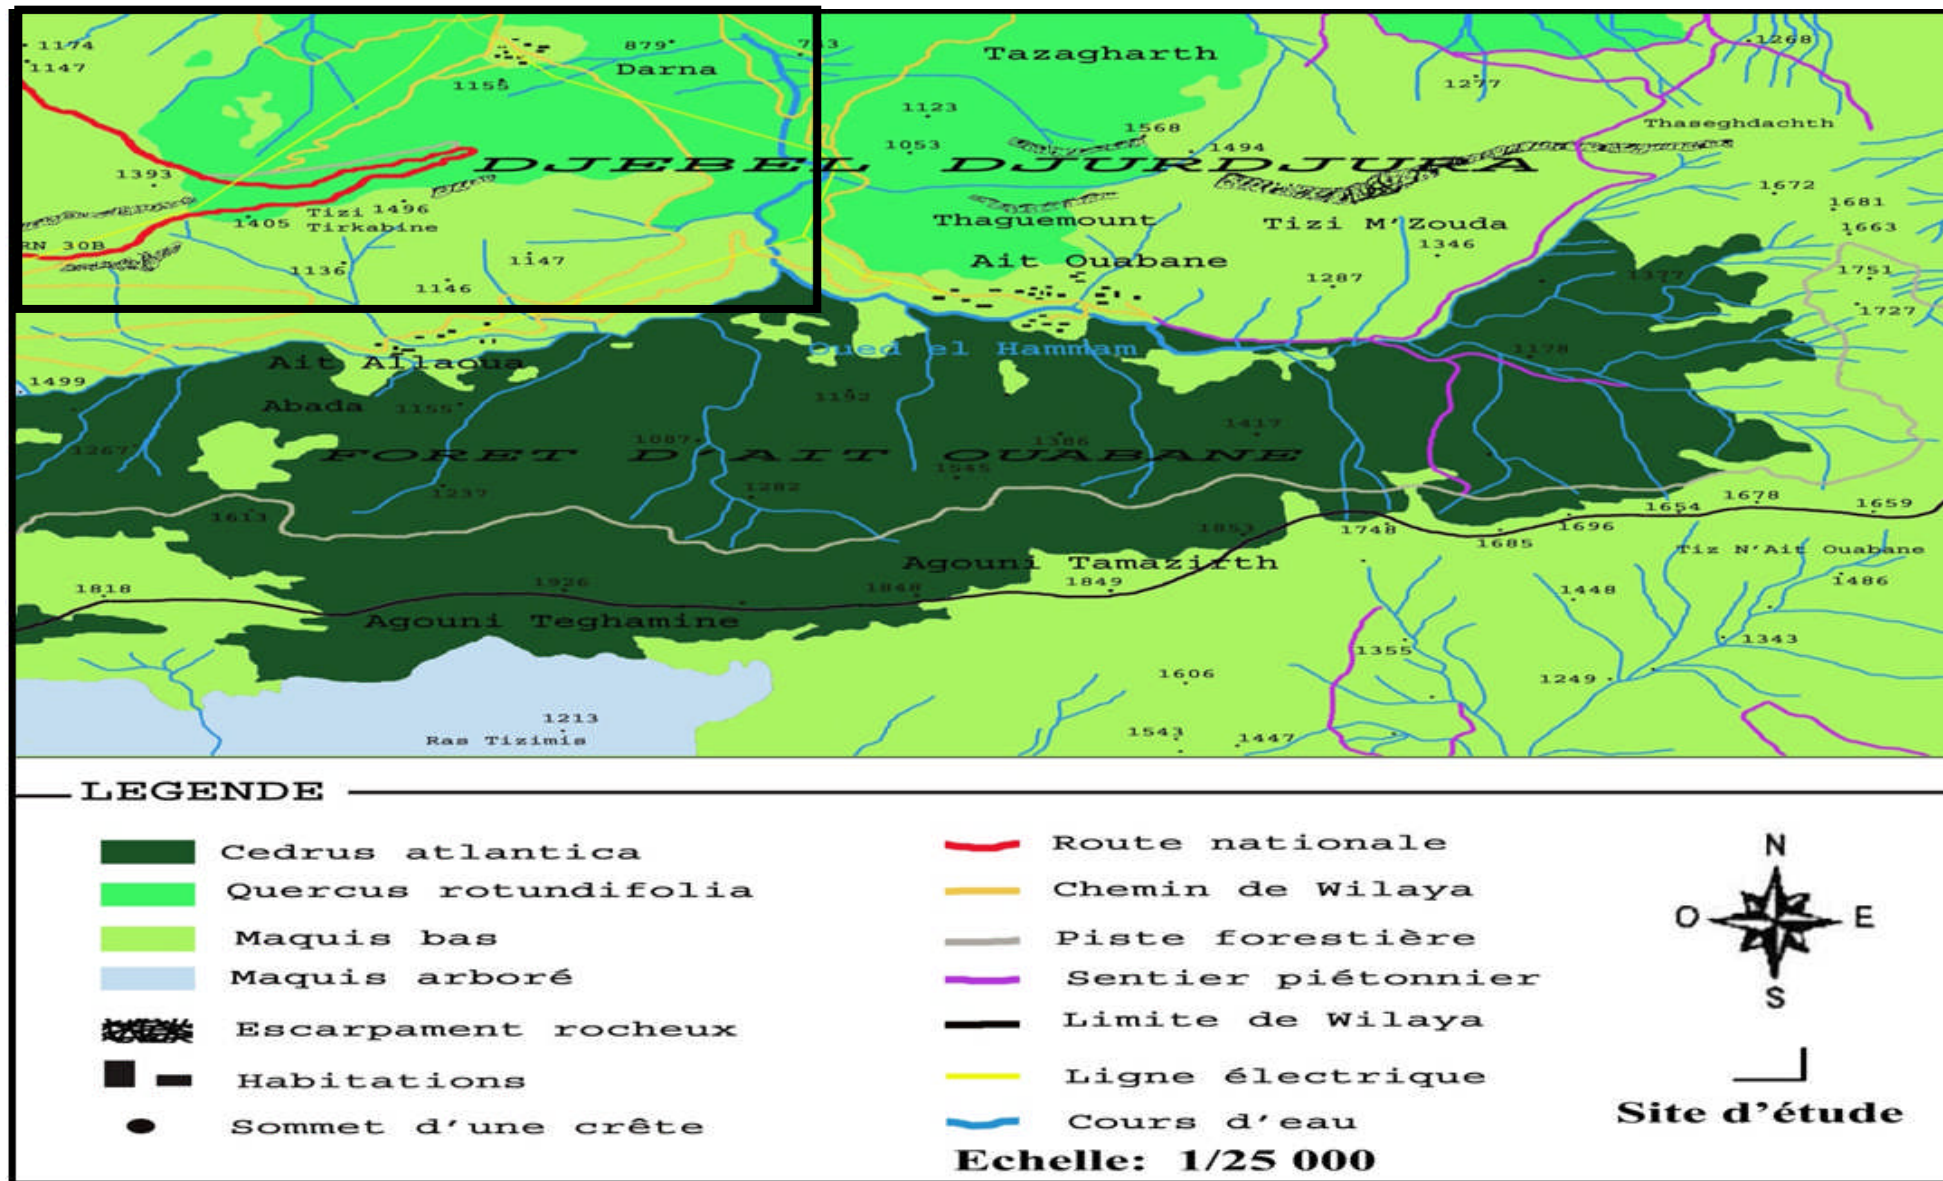 1174
1147
879
Darna
1155
753
Tazagharth
1268
1277
1123
1053
1568
1494
Thaseghdachth
DJEBEL DJURDJURA
1393
1405
Tizi 1496
Tirkabine
RN 30B
1136
1147
1146
Thaguemount
Tizi M'Zouda
1346
1672
1681
1663
Ait Ouabane
1287
1377
1751
1727
Oued el Hammam
1178
Ait Allaoua
1499
Abada
1155
1192
1267
1087
1386
1417
FORET D'AIT OUABANE
1545
1237
1282
1613
1853
1748
1685
1696
1654
1678
1659
Tiz N'Ait Ouabane
1486
Agouni Tamazirth
1818
1926
1848
1849
1448
Agouni Teghamine
1343
1355
1249
1606
1213
Ras Tizimis
1543
1447
LEGENDE
Cedrus atlantica
Quercus rotundifolia
Maquis bas
Maquis arboré
Escarpament rocheux
Habitations
Sommet d'une crête
Route nationale
Chemin de Wilaya
Piste forestière
Sentier piétonnier
Limite de Wilaya
Ligne électrique
Cours d'eau
Echelle: 1/25 000
N
O E
S
Site d'étude